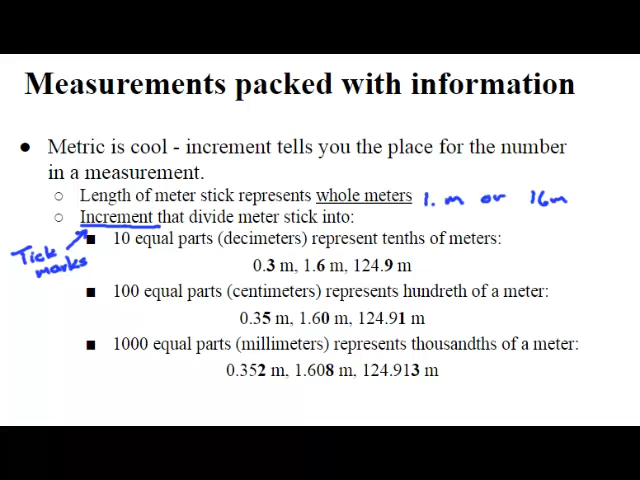 Measurements packed with information
● Metric is cool - increment tells you the place for the number
in a measurement.
○ Length of meter stick represents whole meters 1. m or 16m
○ Increment that divide meter stick into:
Tick
marks
■ 10 equal parts (decimeters) represent tenths of meters:
0.3 m, 1.6 m, 124.9 m
■ 100 equal parts (centimeters) represents hundreth of a meter:
0.35 m, 1.60 m, 124.91 m
■ 1000 equal parts (millimeters) represents thousandths of a meter:
0.352 m, 1.608 m, 124.913 m